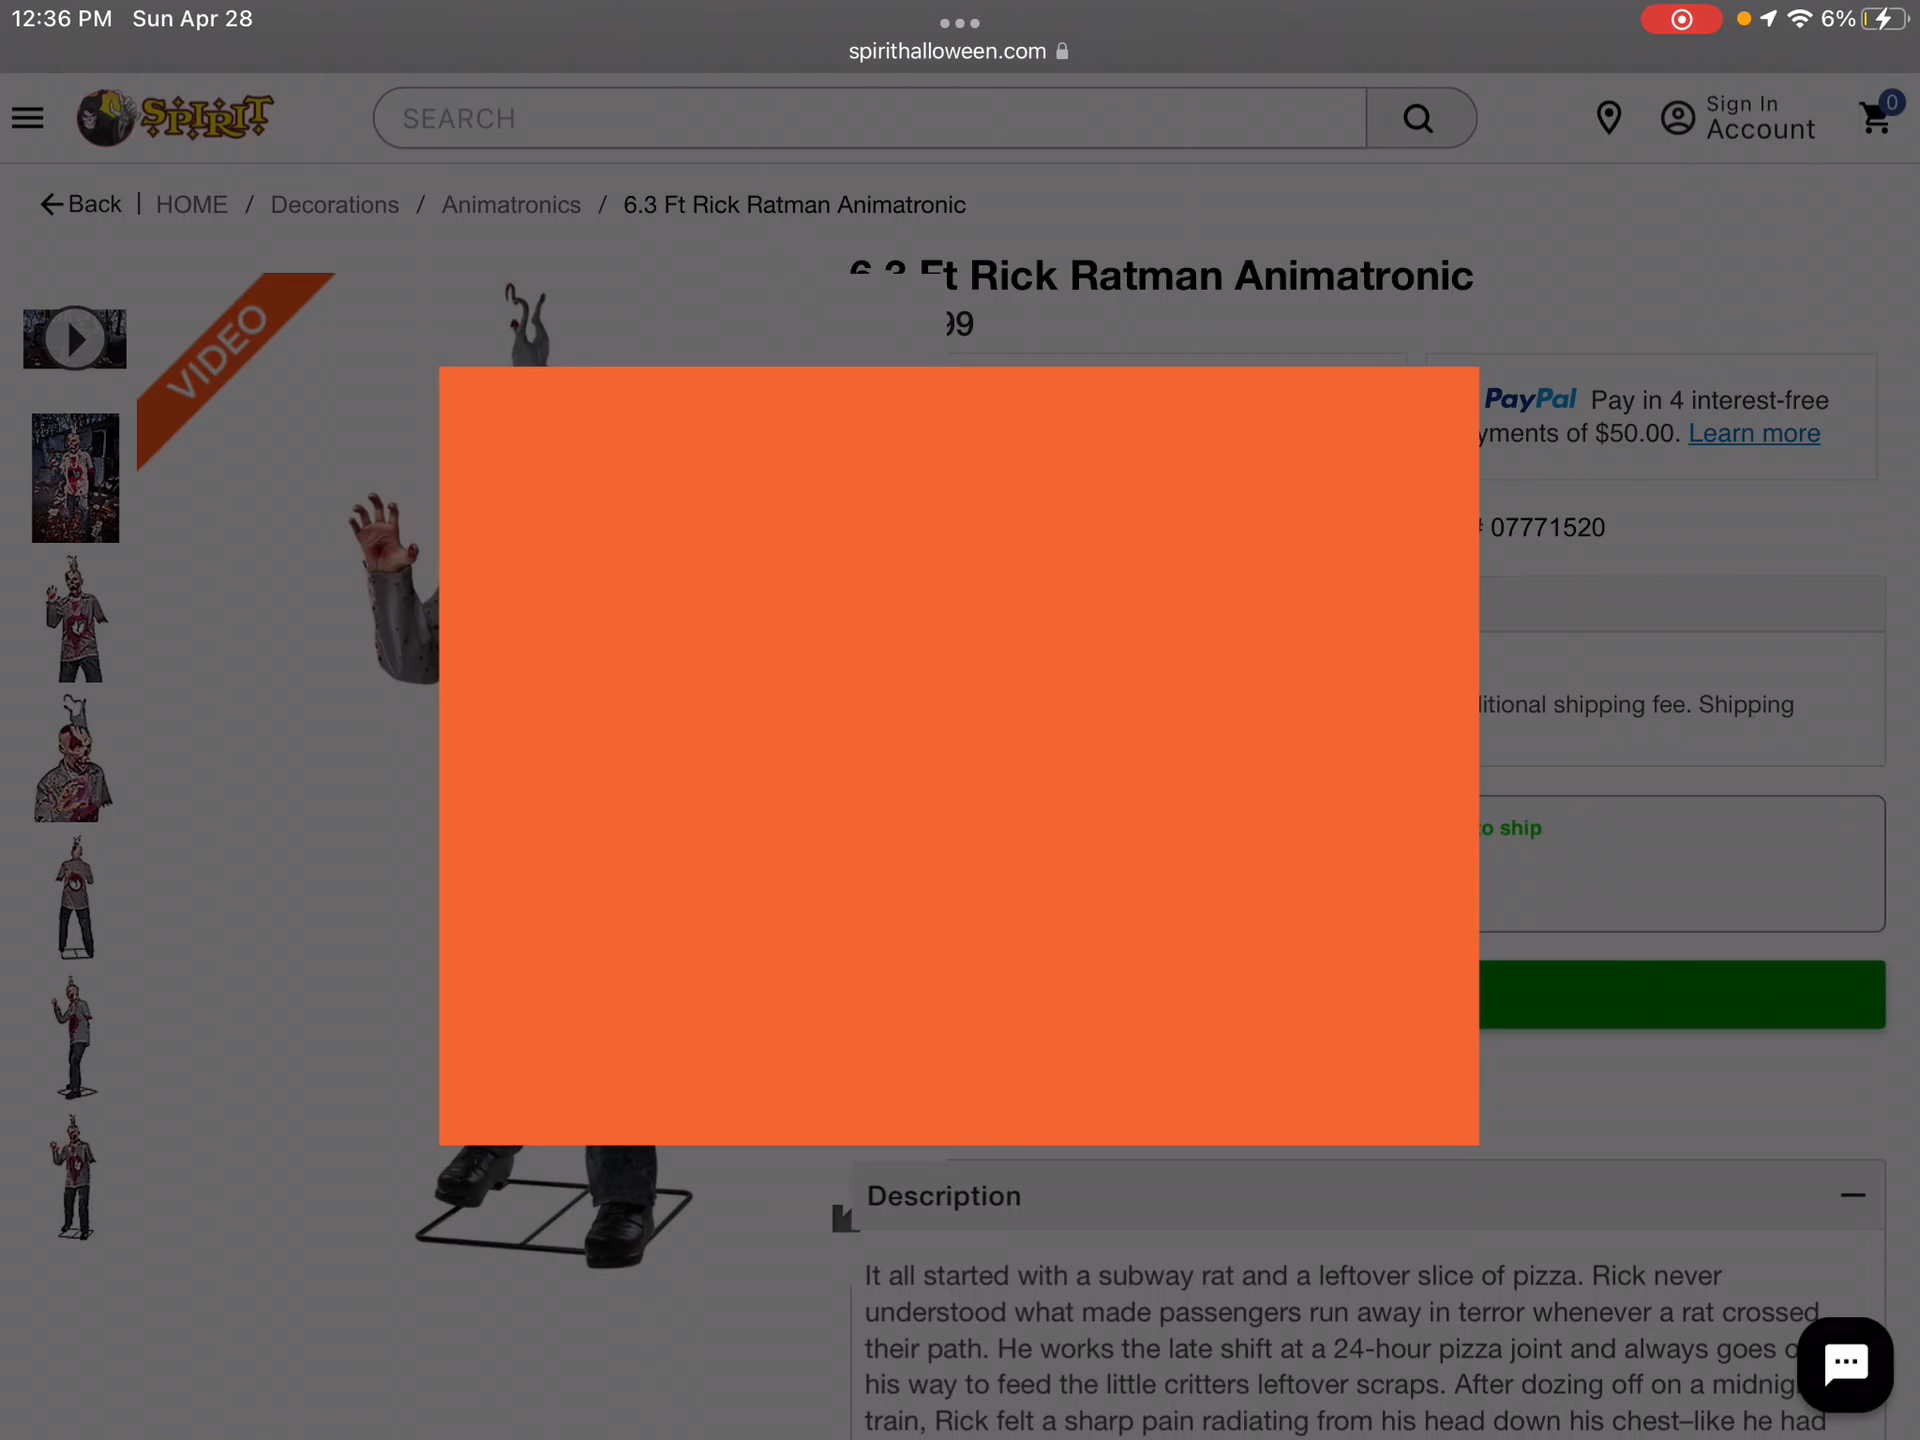 12:36 PM Sun Apr 28
6%
spirithalloween.com
SPIRIT
SEARCH
Sign In
Account
0
Back | HOME / Decorations / Animatronics / 6.3 Ft Rick Ratman Animatronic
6.3 Ft Rick Ratman Animatronic
99
VIDEO
PayPal Pay in 4 interest-free
yments of $50.00. Learn more
07771520
ditional shipping fee. Shipping
to ship
Description
It all started with a subway rat and a leftover slice of pizza. Rick never
understood what made passengers run away in terror whenever a rat crossed
their path. He works the late shift at a 24-hour pizza joint and always goes
his way to feed the little critters leftover scraps. After dozing off on a midnig
train, Rick felt a sharp pain radiating from his head down his chest–like he had